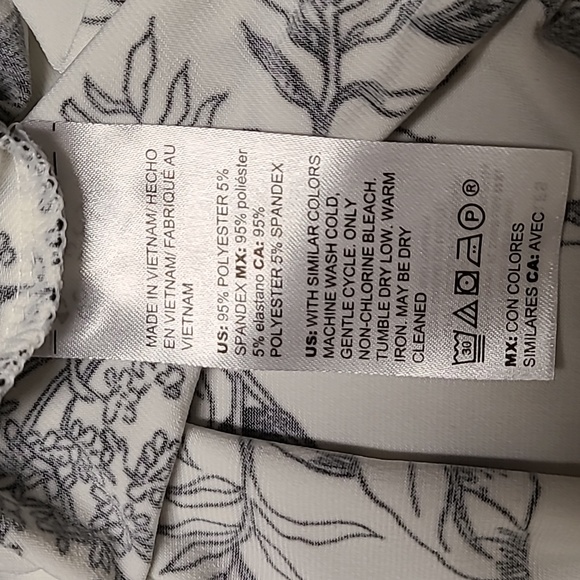 MADE IN VIETNAM/ HECHO
EN VIETNAM/ FABRIQUÉ AU
VIETNAM
US: 95% POLYESTER 5%
SPANDEX MX: 95% poliéster
5% elastano CA: 95%
POLYESTER 5% SPANDEX
US: WITH SIMILAR COLORS,
MACHINE WASH COLD,
GENTLE CYCLE. ONLY
NON-CHLORINE BLEACH.
TUMBLE DRY LOW. WARM
IRON. MAY BE DRY
CLEANED
30 P R
MX: CON COLORES
SIMILARES CA: AVEC